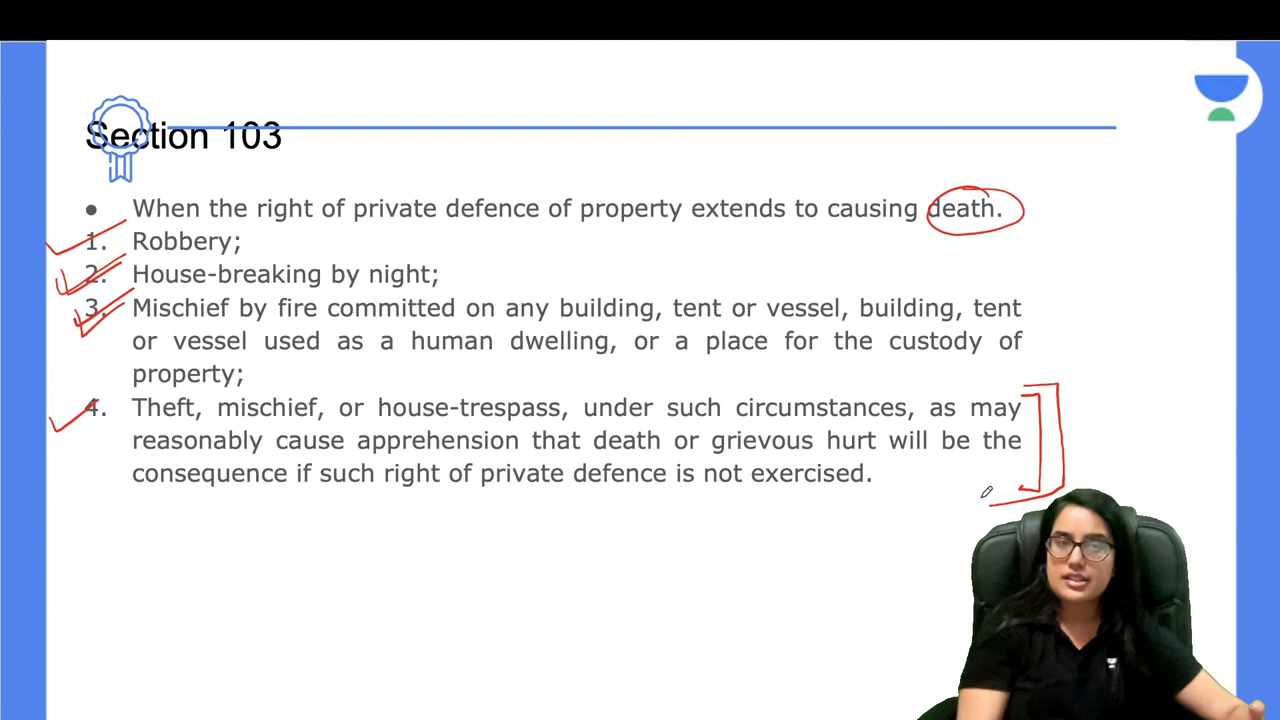 Section 103
● When the right of private defence of property extends to causing death.
1. Robbery;
2. House-breaking by night;
3. Mischief by fire committed on any building, tent or vessel, building, tent
or vessel used as a human dwelling, or a place for the custody of
property;
4. Theft, mischief, or house-trespass, under such circumstances, as may
reasonably cause apprehension that death or grievous hurt will be the
consequence if such right of private defence is not exercised.